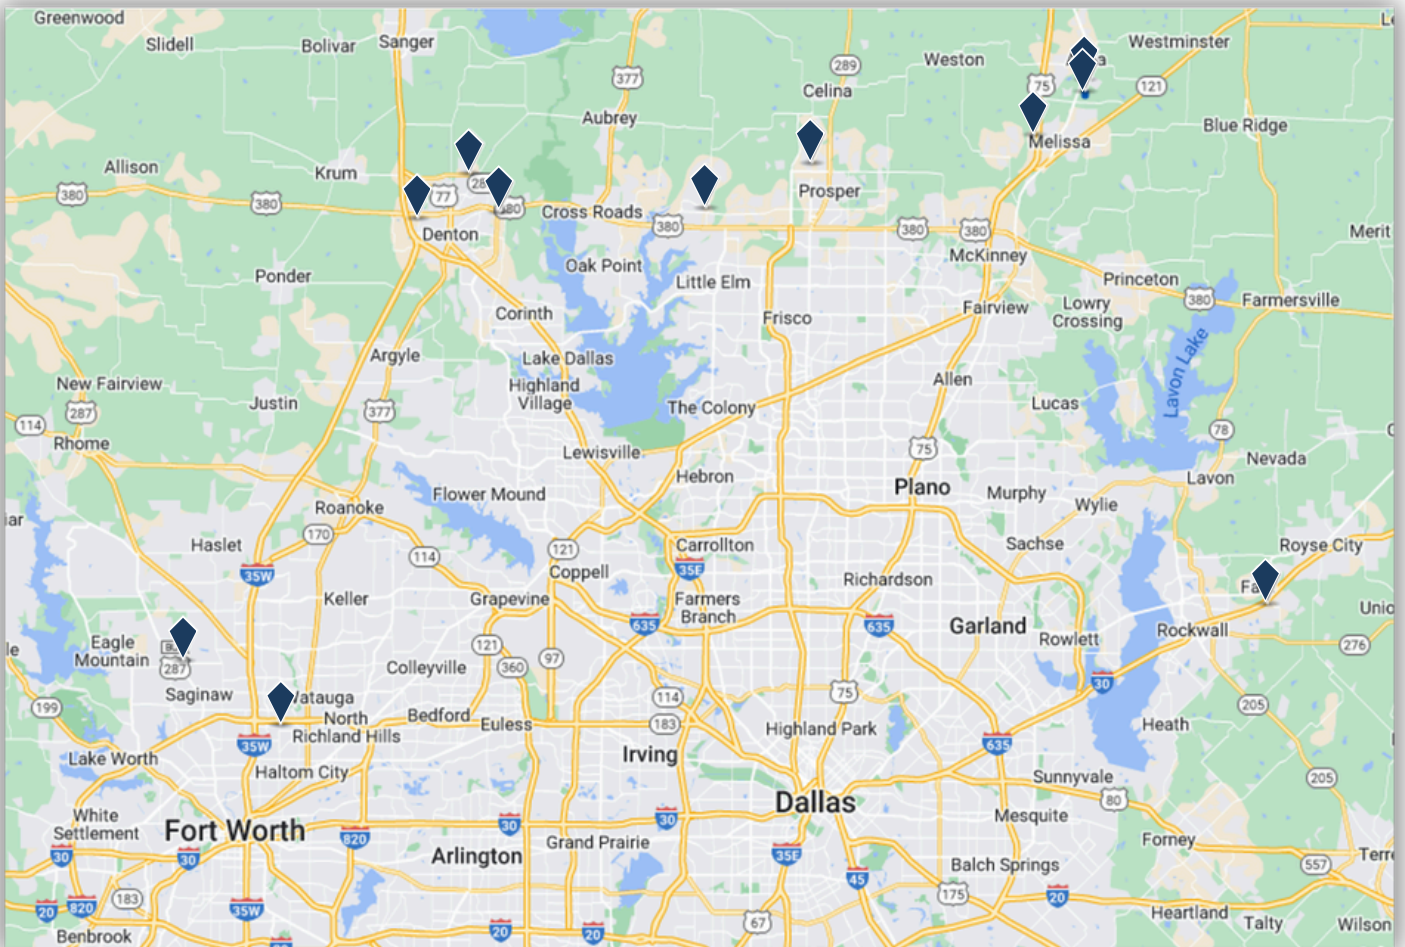 Greenwood
Slidell
Bolivar
Sanger
377
289
Weston
Westminster
75
121
Celina
Aubrey
Blue Ridge
Melissa
Allison
Krum
380
380
77
Denton
Cross Roads
380
Prosper
380
380
McKinney
Merit
Ponder
Oak Point
Little Elm
Princeton
380
Farmersville
Corinth
Frisco
Fairview
Lowry
Crossing
Argyle
Lake Dallas
Highland
Village
Allen
Lavon Lake
New Fairview
287
Justin
377
The Colony
Lucas
114
Rhome
Lewisville
75
78
Hebron
Nevada
Flower Mound
Plano
Murphy
Lavon
Roanoke
Wylie
170
Haslet
114
121
Carrollton
Sachse
Royse City
35W
Coppell
35E
Richardson
Keller
Grapevine
Farmers
Branch
635
635
Garland
Rowlett
Rockwall
276
Eagle
Mountain
287
121
360
97
Colleyville
30
Saginaw
199
114
75
205
North
Richland Hills
Bedford
Euless
183
Highland Park
Heath
35W
Irving
635
Lake Worth
Haltom City
Sunnyvale
205
80
White
Settlement
Fort Worth
820
30
30
Dallas
Mesquite
Forney
30
30
Arlington
Grand Prairie
35E
Balch Springs
557
45
183
175
20
20
820
35W
67
Heartland
Talty
Wilson
Benbrook
20
20